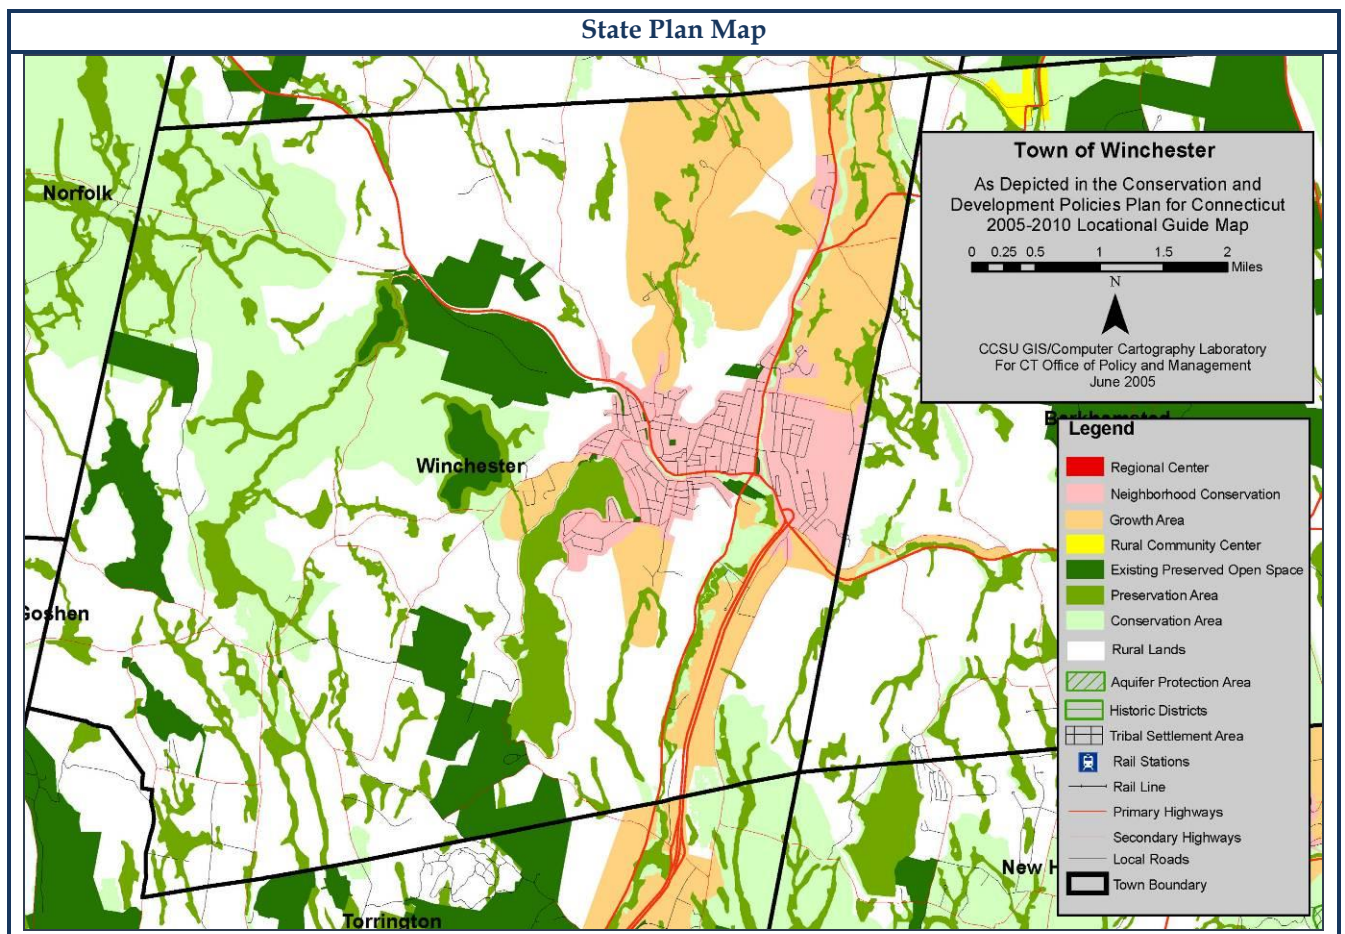 State Plan Map
Town of Winchester
As Depicted in the Conservation and
Development Policies Plan for Connecticut
2005-2010 Locational Guide Map
0 0.25 0.5 1 1.5 2
Miles
N
CCSU GIS/Computer Cartography Laboratory
For CT Office of Policy and Management
June 2005
Norfolk
Winchester
Goshen
Torrington
New H
Legend
Regional Center
Neighborhood Conservation
Growth Area
Rural Community Center
Existing Preserved Open Space
Preservation Area
Conservation Area
Rural Lands
Aquifer Protection Area
Historic Districts
Tribal Settlement Area
Rail Stations
Rail Line
Primary Highways
Secondary Highways
Local Roads
Town Boundary